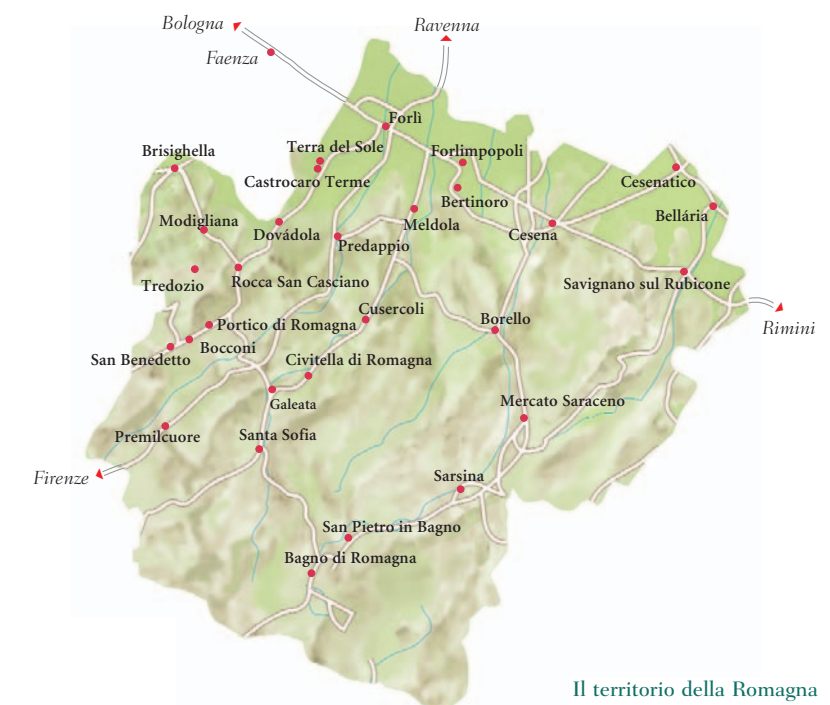 Bologna
Ravenna
Faenza
Forlì
Brisighella
Terra del Sole
Forlimpopoli
Castrocaro Terme
Cesenatico
Bertinoro
Modigliana
Bellária
Dovádola
Meldola
Cesena
Predappio
Tredozio
Rocca San Casciano
Savignano sul Rubicone
Cusercoli
Portico di Romagna
Borello
Rimini
San Benedetto
Bocconi
Civitella di Romagna
Galeata
Mercato Saraceno
Premilcuore
Santa Sofia
Firenze
Sarsina
San Pietro in Bagno
Bagno di Romagna
Il territorio della Romagna